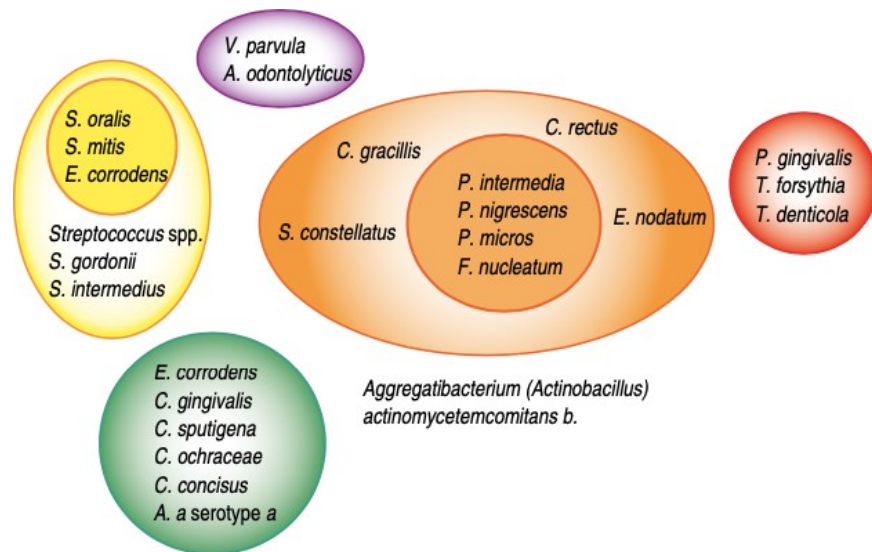 V. parvula
A. odontolyticus
S. oralis
S. mitis
E. corrodens
Streptococcus spp.
S. gordonii
S. intermedius
C. gracillis
C. rectus
S. constellatus
P. intermedia
P. nigrescens
P. micros
F. nucleatum
E. nodatum
P. gingivalis
T. forsythia
T. denticola
E. corrodens
C. gingivalis
C. sputigena
C. ochraceae
C. concisus
A. a serotype a
Aggregatibacterium (Actinobacillus)
actinomycetemcomitans b.